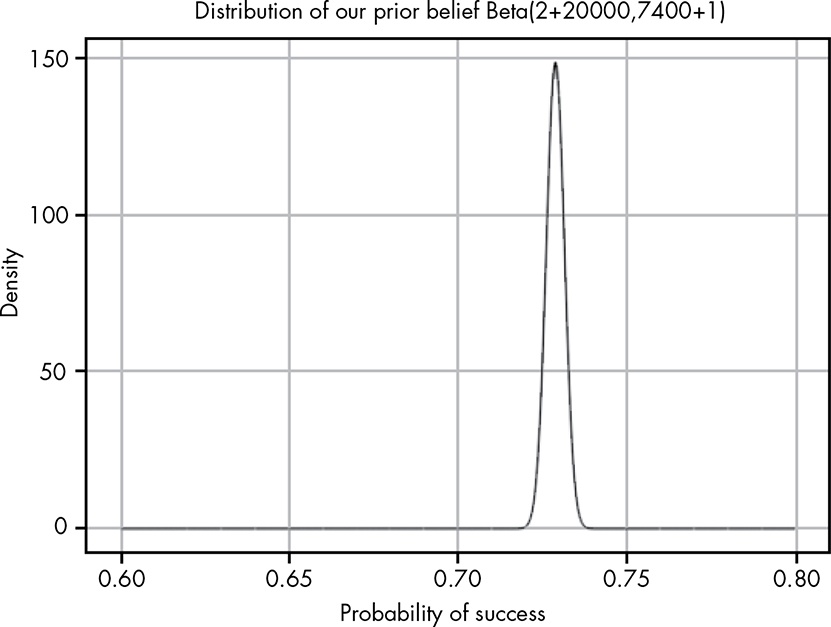 Distribution of our prior belief Beta(2+20000,7400+1)
150
100
50
0
Density
0.60 0.65 0.70 0.75 0.80
Probability of success